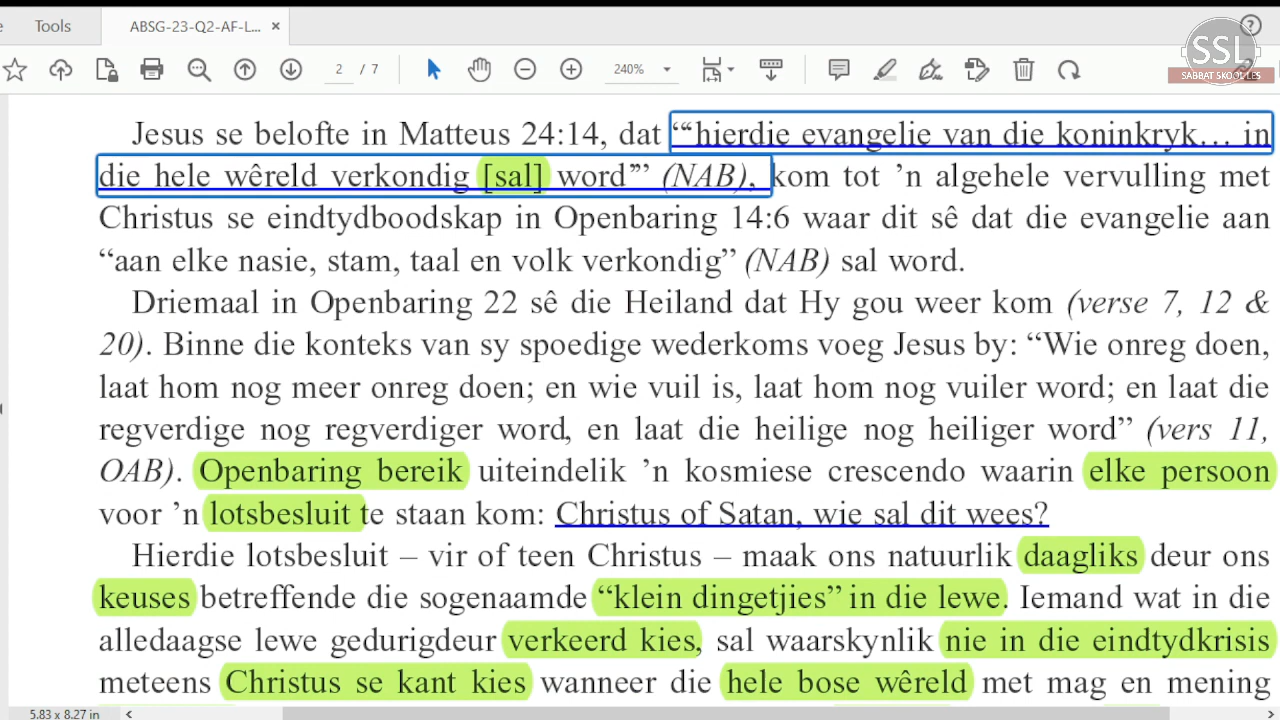 e Tools ABSG-23-Q2-AF-L... ×
2 / 7 240%
SSL
SABBAT SKOOL LES
Jesus se belofte in Matteus 24:14, dat “‘hierdie evangelie van die koninkryk… in
die hele wêreld verkondig [sal] word’” (NAB), kom tot ’n algehele vervulling met
Christus se eindtydboodskap in Openbaring 14:6 waar dit sê dat die evangelie aan
“aan elke nasie, stam, taal en volk verkondig” (NAB) sal word.
Driemaal in Openbaring 22 sê die Heiland dat Hy gou weer kom (verse 7, 12 &
20). Binne die konteks van sy spoedige wederkoms voeg Jesus by: “Wie onreg doen,
laat hom nog meer onreg doen; en wie vuil is, laat hom nog vuiler word; en laat die
regverdige nog regverdiger word, en laat die heilige nog heiliger word” (vers 11,
OAB). Openbaring bereik uiteindelik ’n kosmiese crescendo waarin elke persoon
voor ’n lotsbesluit te staan kom: Christus of Satan, wie sal dit wees?
Hierdie lotsbesluit – vir of teen Christus – maak ons natuurlik daagliks deur ons
keuses betreffende die sogenaamde “klein dingetjies” in die lewe. Iemand wat in die
alledaagse lewe gedurigdeur verkeerd kies, sal waarskynlik nie in die eindtydkrisis
meteens Christus se kant kies wanneer die hele bose wêreld met mag en mening
5.83 x 8.27 in